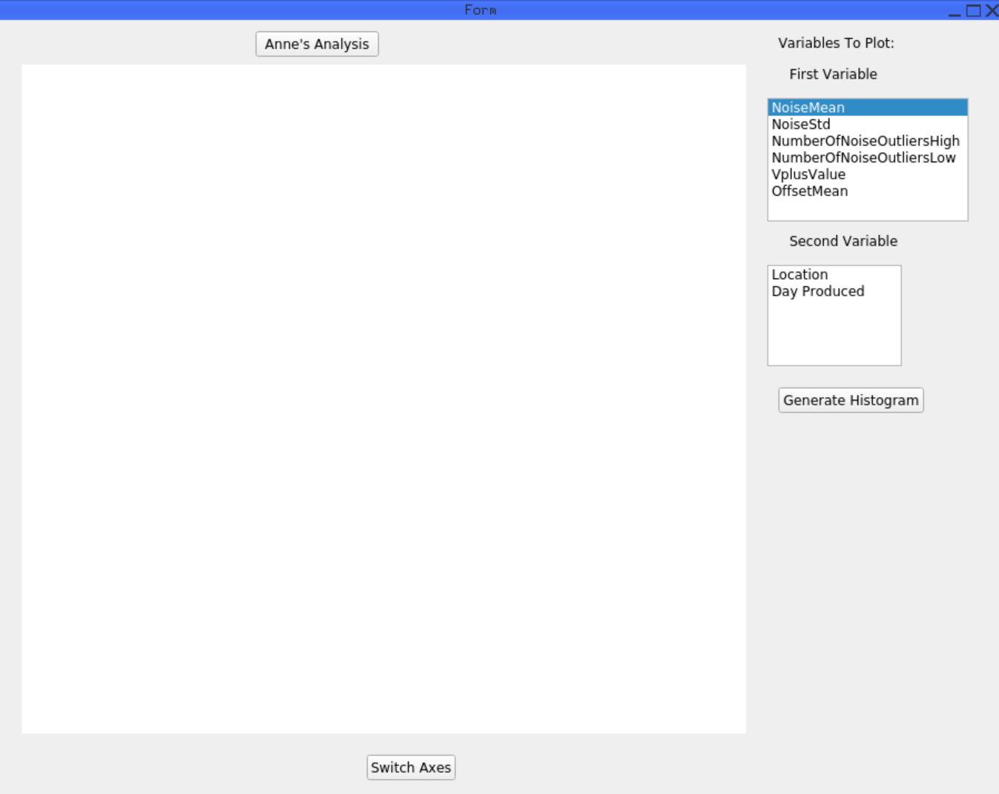 Form
Anne's Analysis
Variables To Plot:
First Variable
NoiseMean
NoiseStd
NumberOfNoiseOutliersHigh
NumberOfNoiseOutliersLow
VplusValue
OffsetMean
Second Variable
Location
Day Produced
Generate Histogram
Switch Axes